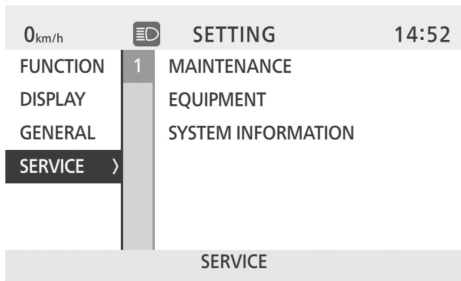 0km/h SETTING 14:52
FUNCTION 1 MAINTENANCE
DISPLAY EQUIPMENT
GENERAL SYSTEM INFORMATION
SERVICE 〉
SERVICE